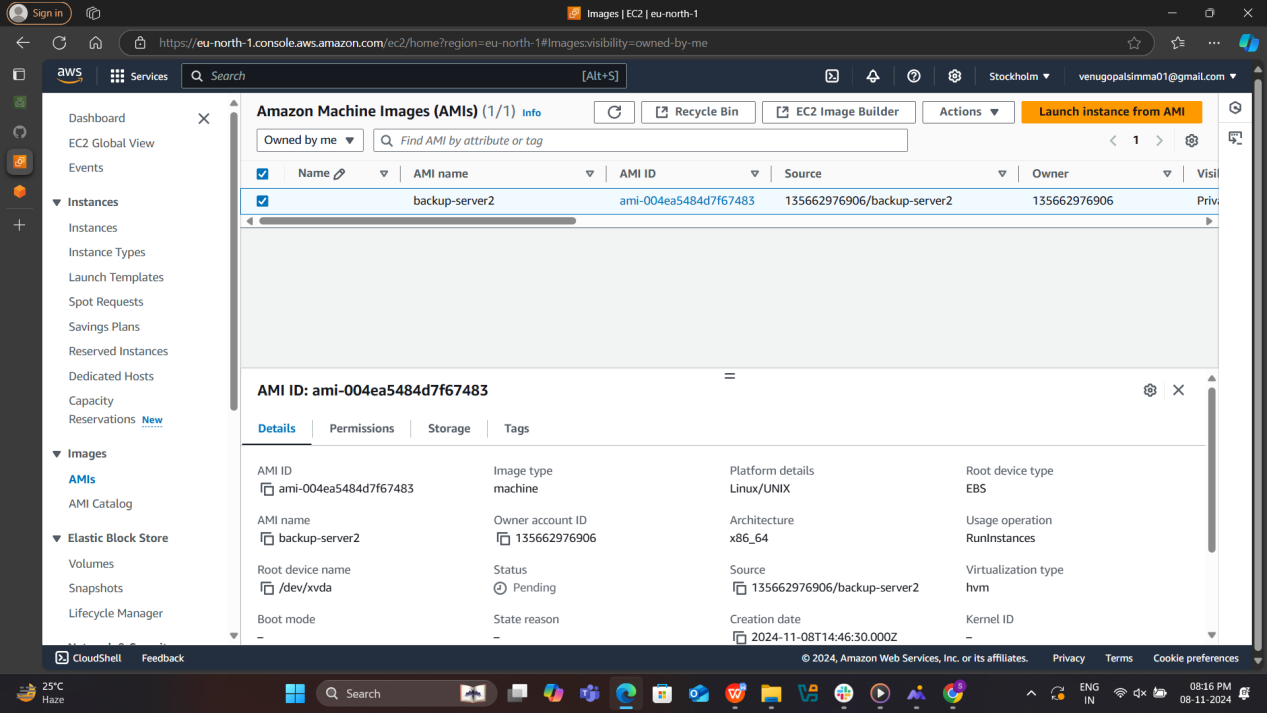 Sign in
Images | EC2 | eu-north-1
https://eu-north-1.console.aws.amazon.com/ec2/home?region=eu-north-1#Images:visibility=owned-by-me
aws
Services
Search
[Alt+S]
Stockholm
venugopalsimma01@gmail.com
Dashboard
EC2 Global View
Events
Instances
Instances
Instance Types
Launch Templates
Spot Requests
Savings Plans
Reserved Instances
Dedicated Hosts
Capacity
Reservations New
Images
AMIs
AMI Catalog
Elastic Block Store
Volumes
Snapshots
Lifecycle Manager
Amazon Machine Images (AMIs) (1/1) Info
Recycle Bin
EC2 Image Builder
Actions
Launch instance from AMI
Owned by me
Find AMI by attribute or tag
1
Name
AMI name
AMI ID
Source
Owner
backup-server2
ami-004ea5484d7f67483
135662976906/backup-server2
135662976906
AMI ID: ami-004ea5484d7f67483
Details
Permissions
Storage
Tags
AMI ID
Image type
Platform details
Root device type
ami-004ea5484d7f67483
machine
Linux/UNIX
EBS
AMI name
Owner account ID
Architecture
Usage operation
backup-server2
135662976906
x86_64
RunInstances
Root device name
Status
Source
Virtualization type
/dev/xvda
Pending
135662976906/backup-server2
hvm
Boot mode
State reason
Creation date
Kernel ID
–
–
2024-11-08T14:46:30.000Z
–
CloudShell
Feedback
© 2024, Amazon Web Services, Inc. or its affiliates.
Privacy
Terms
Cookie preferences
25°C
Haze
Search
ENG
IN
08:16 PM
08-11-2024